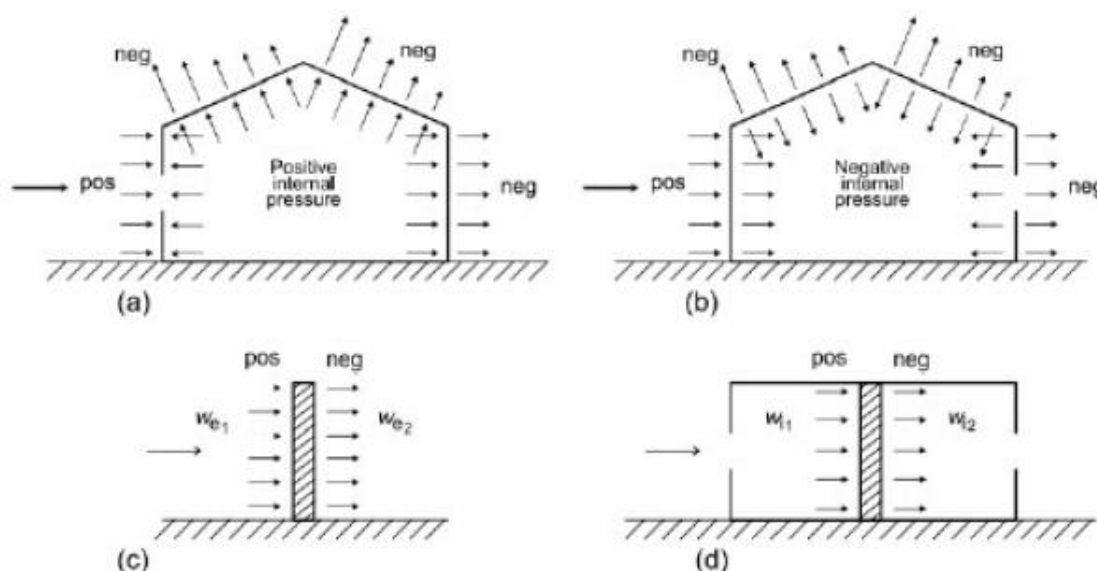 neg
neg
pos
Positive
internal
pressure
neg
(a)
neg
neg
pos
Negative
internal
pressure
neg
(b)
pos
neg
we1
we2
(c)
pos
neg
wi1
wi2
(d)